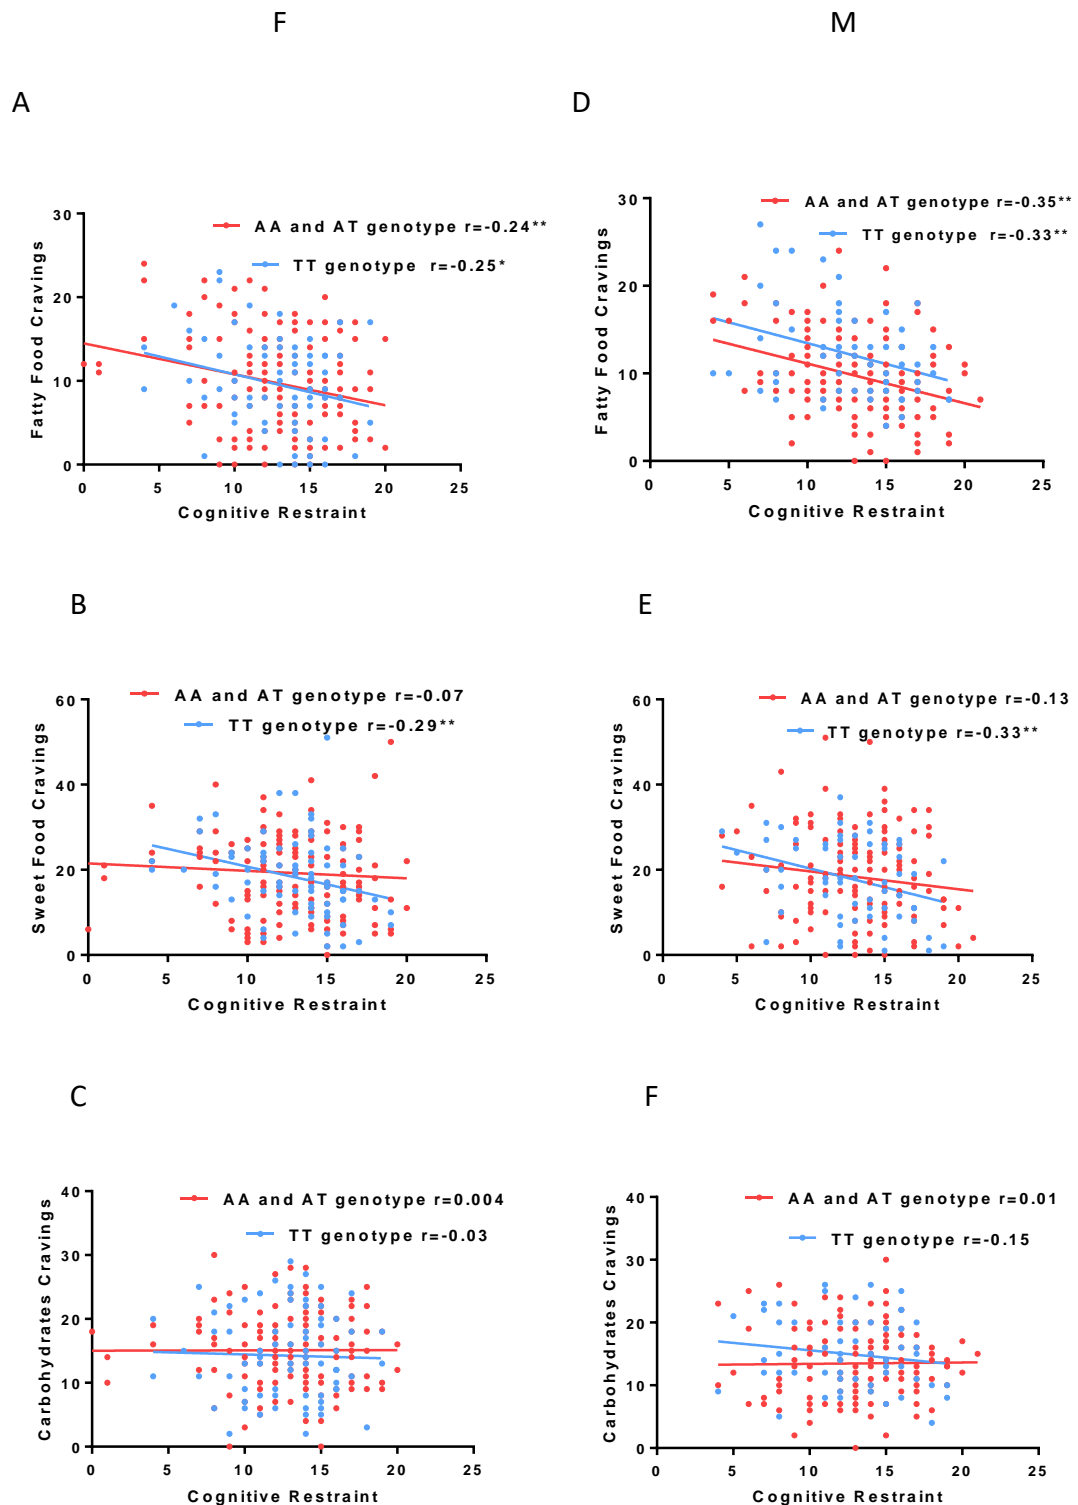 F
M
A
D
AA and AT genotype r=-0.24**
TT genotype r=-0.25*
Fatty Food Cravings
30
20
10
0
0 5 10 15 20 25
Cognitive Restraint
AA and AT genotype r=-0.35**
TT genotype r=-0.33**
Fatty Food Cravings
30
20
10
0
0 5 10 15 20 25
Cognitive Restraint
B
E
AA and AT genotype r=-0.07
TT genotype r=-0.29**
Sweet Food Cravings
60
40
20
0
0 5 10 15 20 25
Cognitive Restraint
AA and AT genotype r=-0.13
TT genotype r=-0.33**
Sweet Food Cravings
60
40
20
0
0 5 10 15 20 25
Cognitive Restraint
C
F
AA and AT genotype r=0.004
TT genotype r=-0.03
Carbohydrates Cravings
40
30
20
10
0
0 5 10 15 20 25
Cognitive Restraint
AA and AT genotype r=0.01
TT genotype r=-0.15
Carbohydrates Cravings
40
30
20
10
0
0 5 10 15 20 25
Cognitive Restraint